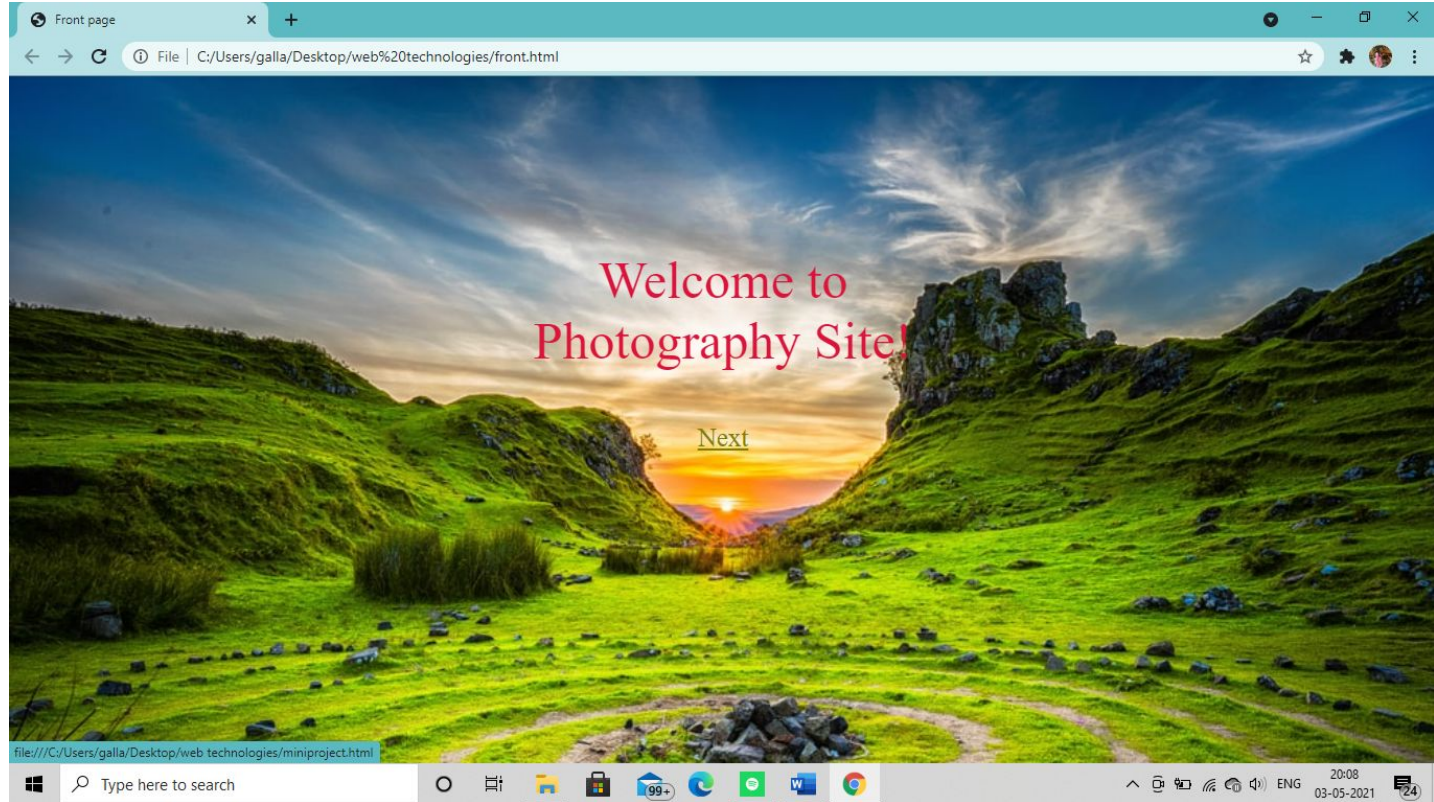 Front page
File | C:/Users/galla/Desktop/web%20technologies/front.html
Welcome to
Photography Site!
Next
file:///C:/Users/galla/Desktop/web technologies/miniproject.html
Type here to search
99+
W
ENG
20:08
03-05-2021
24